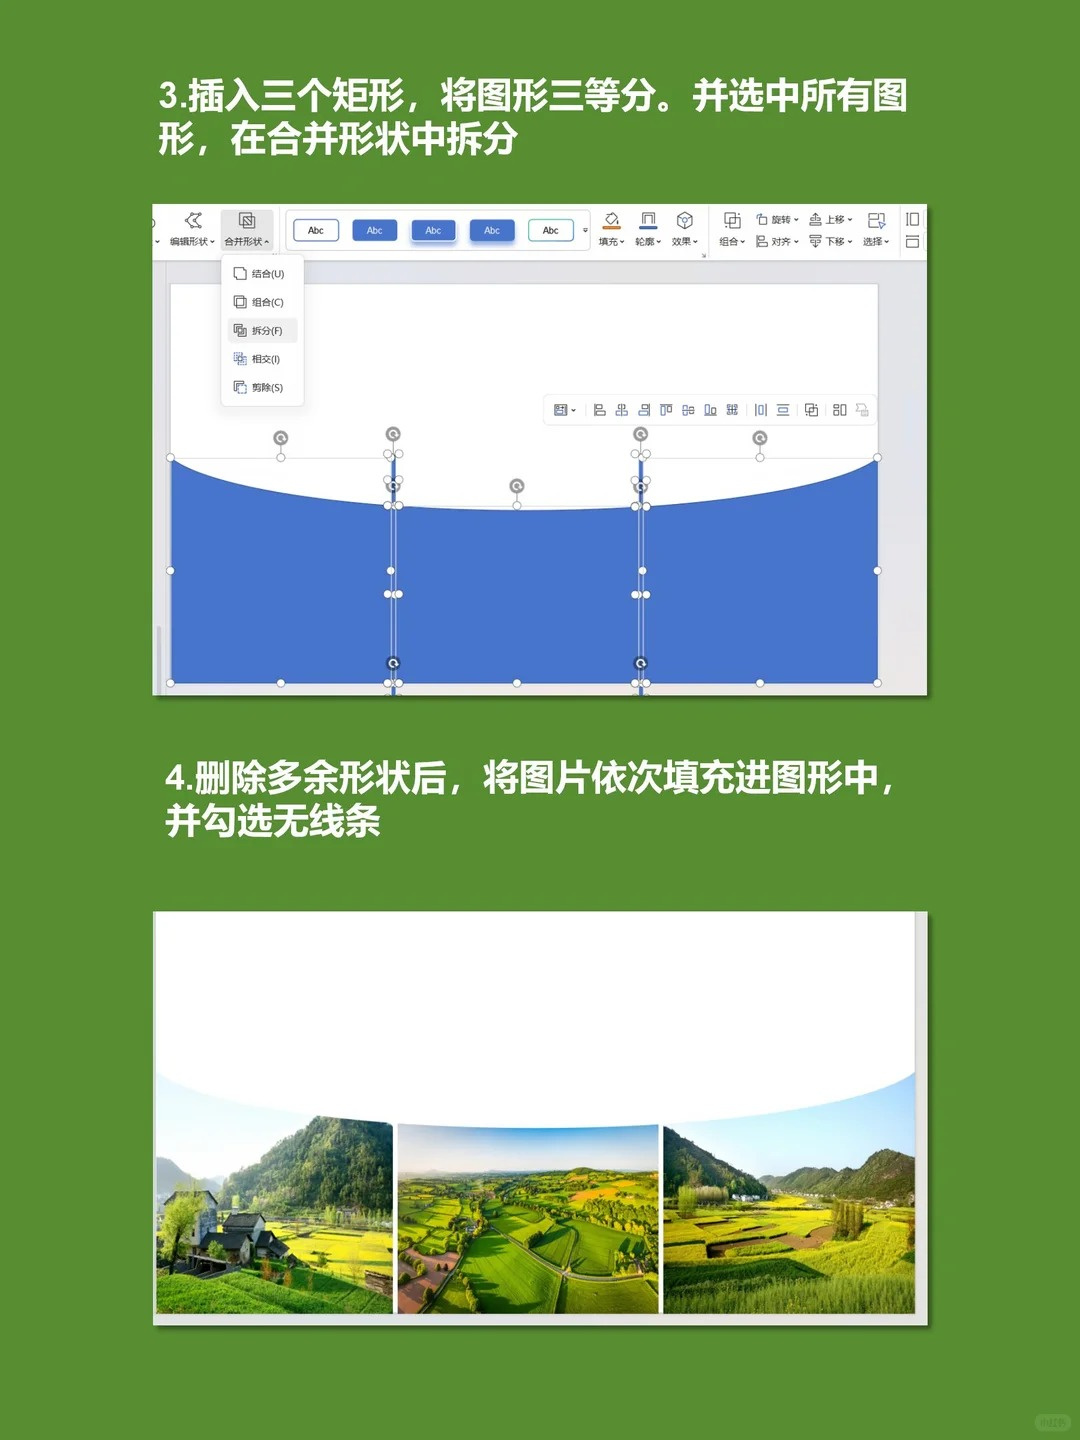 3.插入三个矩形，将图形三等分。并选中所有图
形，在合并形状中拆分
编辑形状
合并形状
Abc
Abc
Abc
Abc
Abc
填充
轮廓
效果
组合
旋转
对齐
上移
下移
选择
结合(U)
组合(C)
拆分(F)
相交(I)
剪除(S)
4.删除多余形状后，将图片依次填充进图形中，
并勾选无线条
小红书